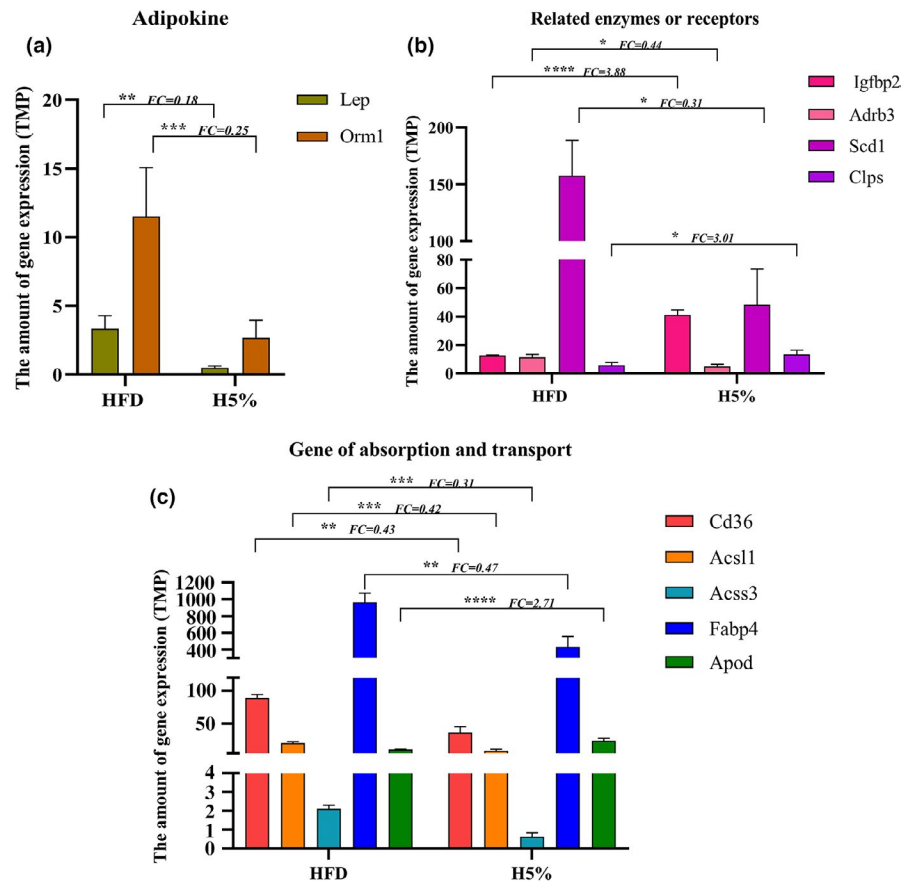 Adipokine
(a)
** FC=0.18
*** FC=0.25
Lep
Orm1
The amount of gene expression (TMP)
20
15
10
5
0
HFD
H5%
Related enzymes or receptors
(b)
* FC=0.44
**** FC=3.88
* FC=0.31
* FC=3.01
Igfbp2
Adrb3
Scd1
Clps
The amount of gene expression (TMP)
200
150
100
80
60
40
20
0
HFD
H5%
Gene of absorption and transport
(c)
*** FC=0.31
*** FC=0.42
** FC=0.43
** FC=0.47
**** FC=2.71
Cd36
Acsl1
Acss3
Fabp4
Apod
The amount of gene expression (TMP)
1200
1000
800
600
400
100
50
4
3
2
1
0
HFD
H5%